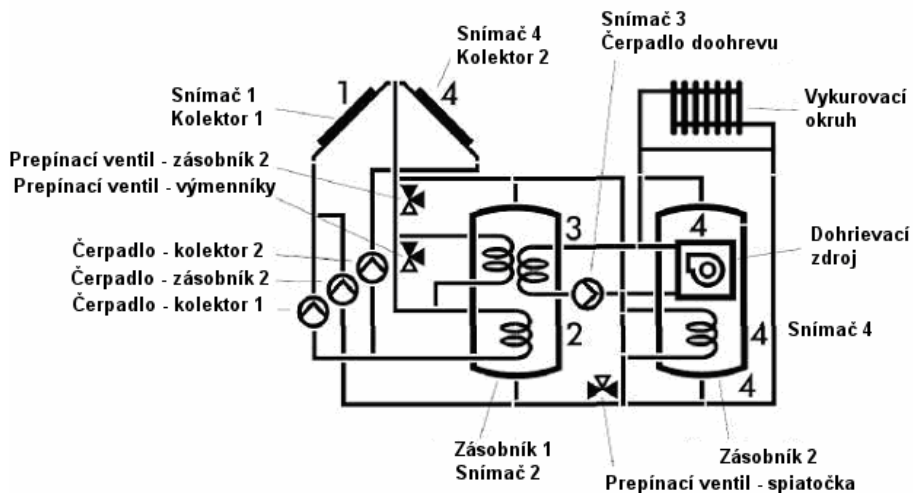 Snímač 3
Čerpadlo doohrevu
Snímač 4
Kolektor 2
Snímač 1
Kolektor 1
1
4
Vykurovací
okruh
Prepínací ventil - zásobník 2
Prepínací ventil - výmenníky
3
4
Dohrievací
zdroj
Čerpadlo - kolektor 2
Čerpadlo - zásobník 2
Čerpadlo - kolektor 1
2
4
Snímač 4
4
Zásobník 1
Snímač 2
Zásobník 2
Prepínací ventil - spiatočka